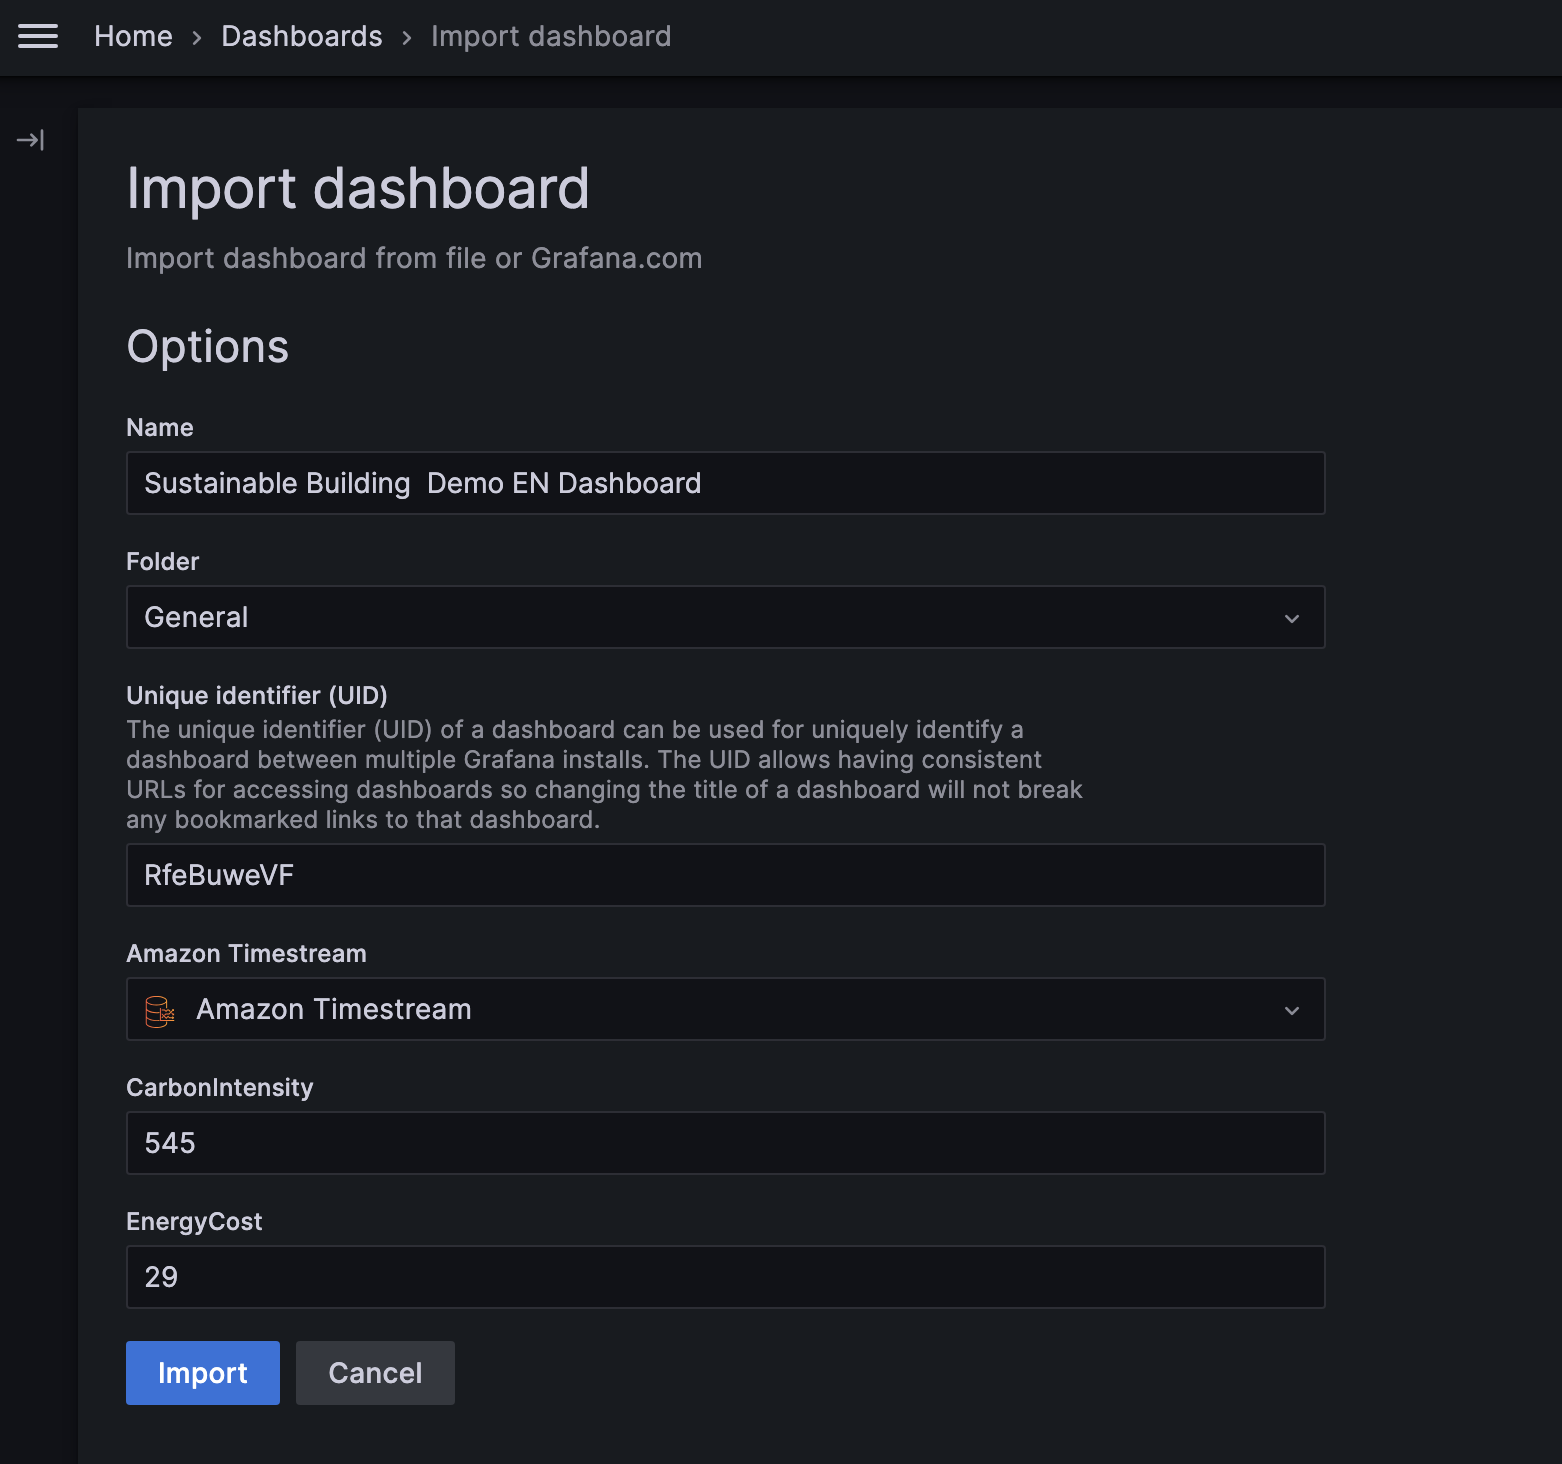 Home › Dashboards › Import dashboard
Import dashboard
Import dashboard from file or Grafana.com
Options
Name
Sustainable Building  Demo EN Dashboard
Folder
General
Unique identifier (UID)
The unique identifier (UID) of a dashboard can be used for uniquely identify a
dashboard between multiple Grafana installs. The UID allows having consistent
URLs for accessing dashboards so changing the title of a dashboard will not break
any bookmarked links to that dashboard.
RfeBuweVF
Amazon Timestream
Amazon Timestream
CarbonIntensity
545
EnergyCost
29
Import Cancel